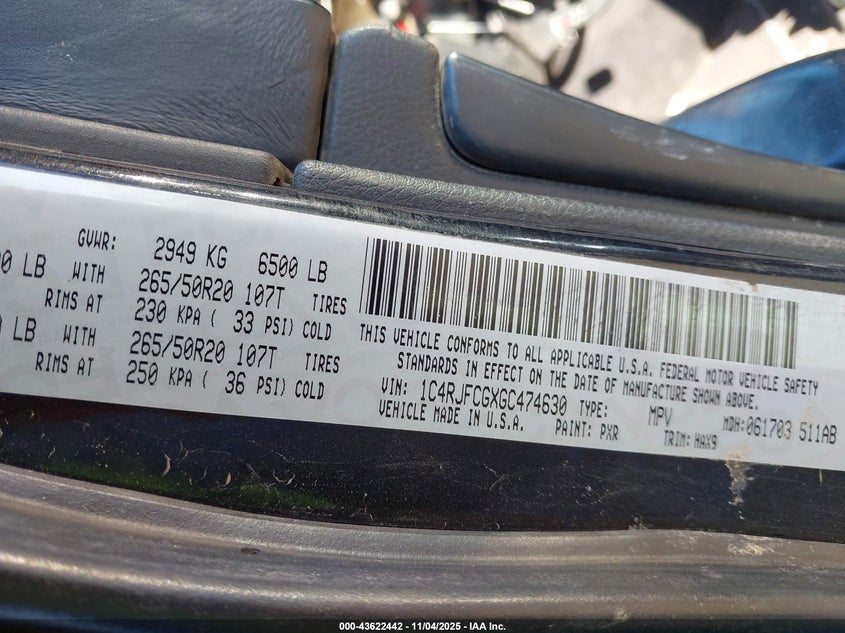 GVWR: 2949 KG 6500 LB
00 LB WITH 265/50R20 107T TIRES
RIMS AT 230 KPA ( 33 PSI) COLD
LB WITH 265/50R20 107T TIRES
RIMS AT 250 KPA ( 36 PSI) COLD
THIS VEHICLE CONFORMS TO ALL APPLICABLE U.S.A. FEDERAL MOTOR VEHICLE SAFETY
STANDARDS IN EFFECT ON THE DATE OF MANUFACTURE SHOWN ABOVE.
VIN: 1C4RJFCGXGC474630 TYPE: MPV MDH:061703 511AB
VEHICLE MADE IN U.S.A. PAINT: PXR TRIM: HAX9
000-43622442 - 11/04/2025 - IAA Inc.